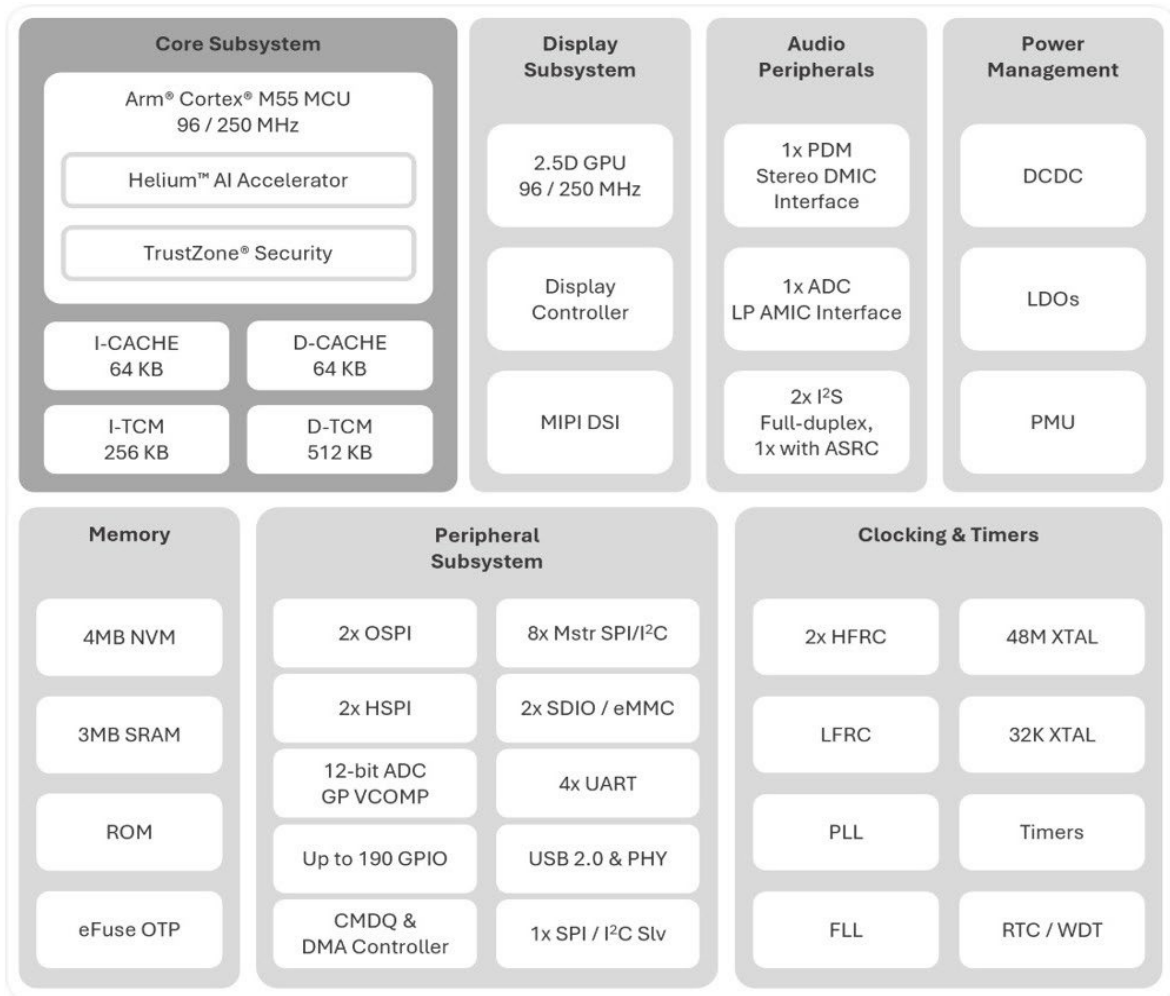 Core Subsystem
Arm® Cortex® M55 MCU
96 / 250 MHz
Helium™ AI Accelerator
TrustZone® Security
I-CACHE
64 KB
D-CACHE
64 KB
I-TCM
256 KB
D-TCM
512 KB
Display
Subsystem
2.5D GPU
96 / 250 MHz
Display
Controller
MIPI DSI
Audio
Peripherals
1x PDM
Stereo DMIC
Interface
1x ADC
LP AMIC Interface
2x I²S
Full-duplex,
1x with ASRC
Power
Management
DCDC
LDOs
PMU
Memory
4MB NVM
3MB SRAM
ROM
eFuse OTP
Peripheral
Subsystem
2x OSPI
8x Mstr SPI/I²C
2x HSPI
2x SDIO / eMMC
12-bit ADC
GP VCOMP
4x UART
Up to 190 GPIO
USB 2.0 & PHY
CMDQ &
DMA Controller
1x SPI / I²C Slv
Clocking & Timers
2x HFRC
48M XTAL
LFRC
32K XTAL
PLL
Timers
FLL
RTC / WDT